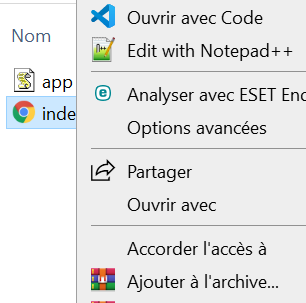 Nom
app
inde
Ouvrir avec Code
Edit with Notepad++
Analyser avec ESET End
Options avancées
Partager
Ouvrir avec
Accorder l'accès à
Ajouter à l'archive...